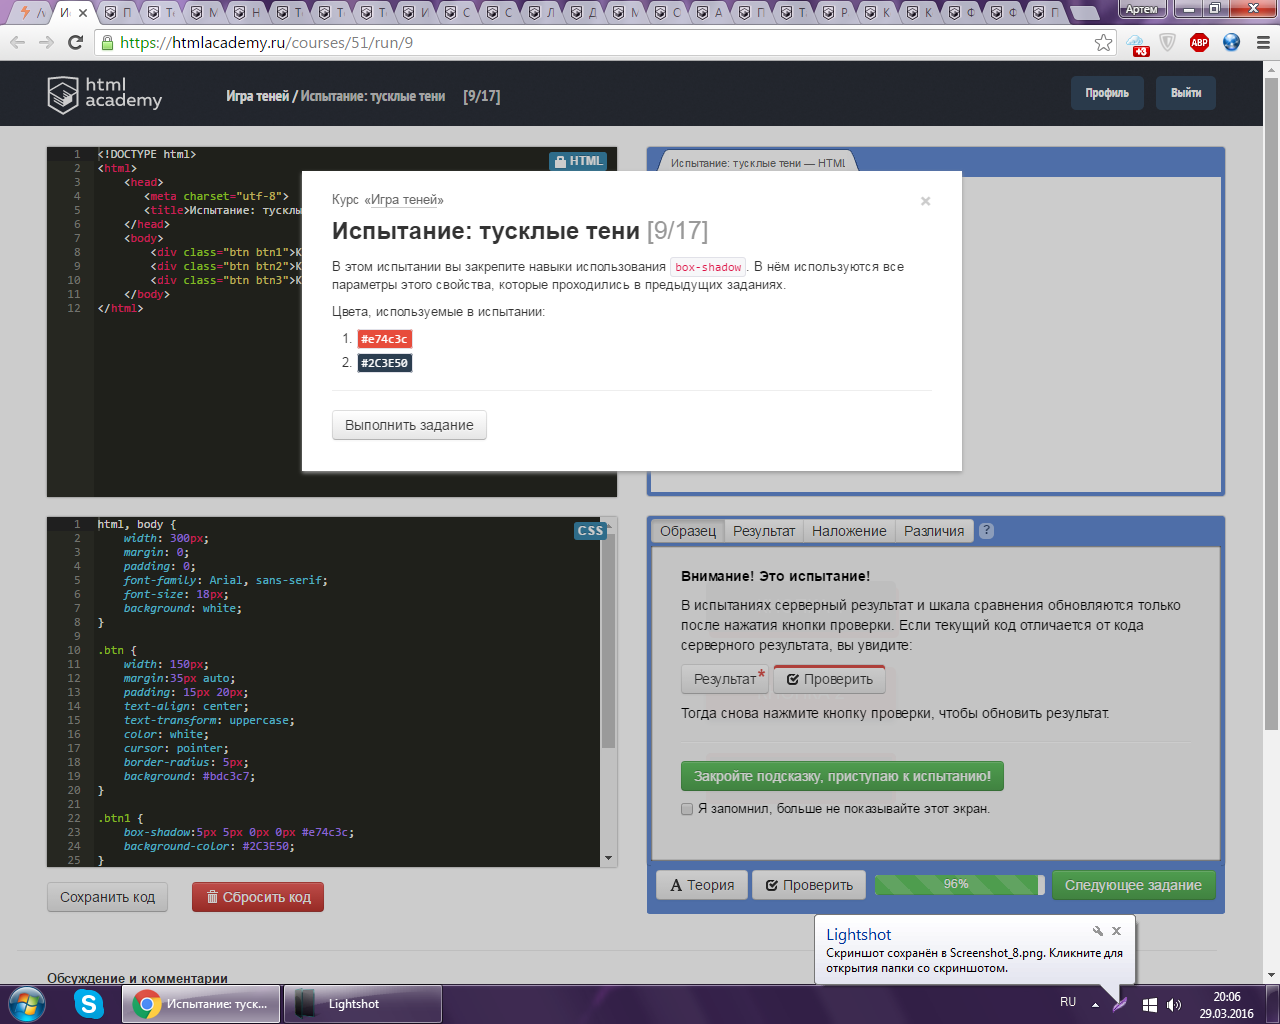 Артем
https://htmlacademy.ru/courses/51/run/9
+3
ABP
html
academy
Игра теней / Испытание: тусклые тени [9/17]
Профиль
Выйти
1 <!DOCTYPE html>
2 <html>
3 <head>
4 <meta charset="utf-8">
5 <title>Испытание: тусклы
6 </head>
7 <body>
8 <div class="btn btn1">К
9 <div class="btn btn2">К
10 <div class="btn btn3">К
11 </body>
12 </html>
HTML
Испытание: тусклые тени — HTML
Курс «Игра теней»
×
Испытание: тусклые тени [9/17]
В этом испытании вы закрепите навыки использования box-shadow. В нём используются все
параметры этого свойства, которые проходились в предыдущих заданиях.
Цвета, используемые в испытании:
1. #e74c3c
2. #2C3E50
Выполнить задание
CSS
1 html, body {
2 width: 300px;
3 margin: 0;
4 padding: 0;
5 font-family: Arial, sans-serif;
6 font-size: 18px;
7 background: white;
8 }
9
10 .btn {
11 width: 150px;
12 margin:35px auto;
13 padding: 15px 20px;
14 text-align: center;
15 text-transform: uppercase;
16 color: white;
17 cursor: pointer;
18 border-radius: 5px;
19 background: #bdc3c7;
20 }
21
22 .btn1 {
23 box-shadow:5px 5px 0px 0px #e74c3c;
24 background-color: #2C3E50;
25 }
Образец Результат Наложение Различия ?
Внимание! Это испытание!
В испытаниях серверный результат и шкала сравнения обновляются только
после нажатия кнопки проверки. Если текущий код отличается от кода
серверного результата, вы увидите:
Результат* Проверить
Тогда снова нажмите кнопку проверки, чтобы обновить результат.
Закройте подсказку, приступаю к испытанию!
Я запомнил, больше не показывайте этот экран.
Сохранить код
Сбросить код
Теория
Проверить
96%
Следующее задание
Lightshot
Скриншот сохранён в Screenshot_8.png. Кликните для
открытия папки со скриншотом.
Обсуждение и комментарии
Испытание: туск...
Lightshot
RU
20:06
29.03.2016